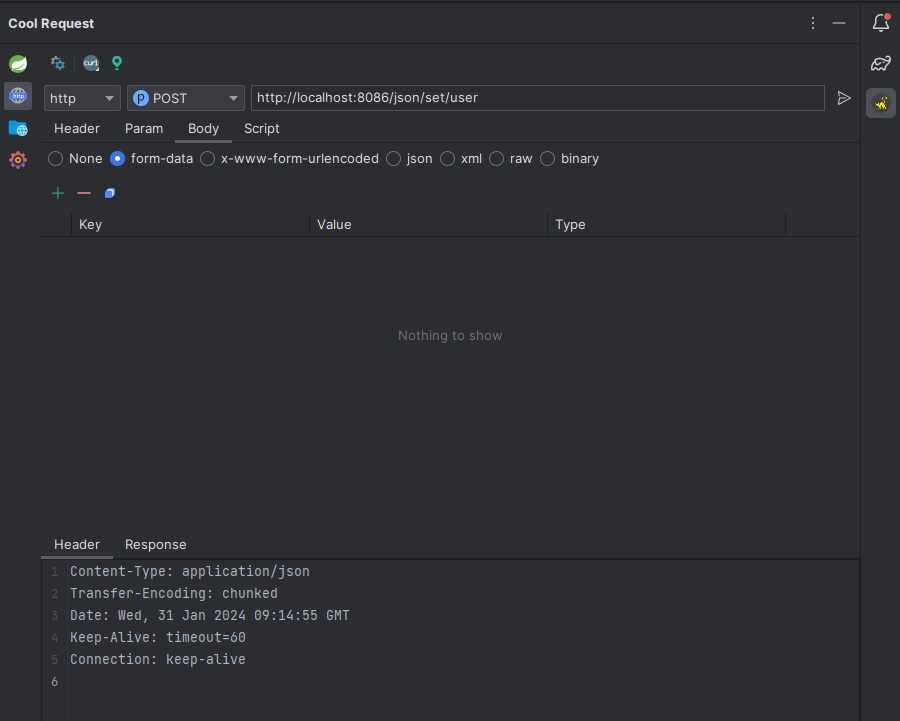 Cool Request
curl
http
http POST http://localhost:8086/json/set/user
Header Param Body Script
None form-data x-www-form-urlencoded json xml raw binary
Key Value Type
Nothing to show
Header Response
1 Content-Type: application/json
2 Transfer-Encoding: chunked
3 Date: Wed, 31 Jan 2024 09:14:55 GMT
4 Keep-Alive: timeout=60
5 Connection: keep-alive
6